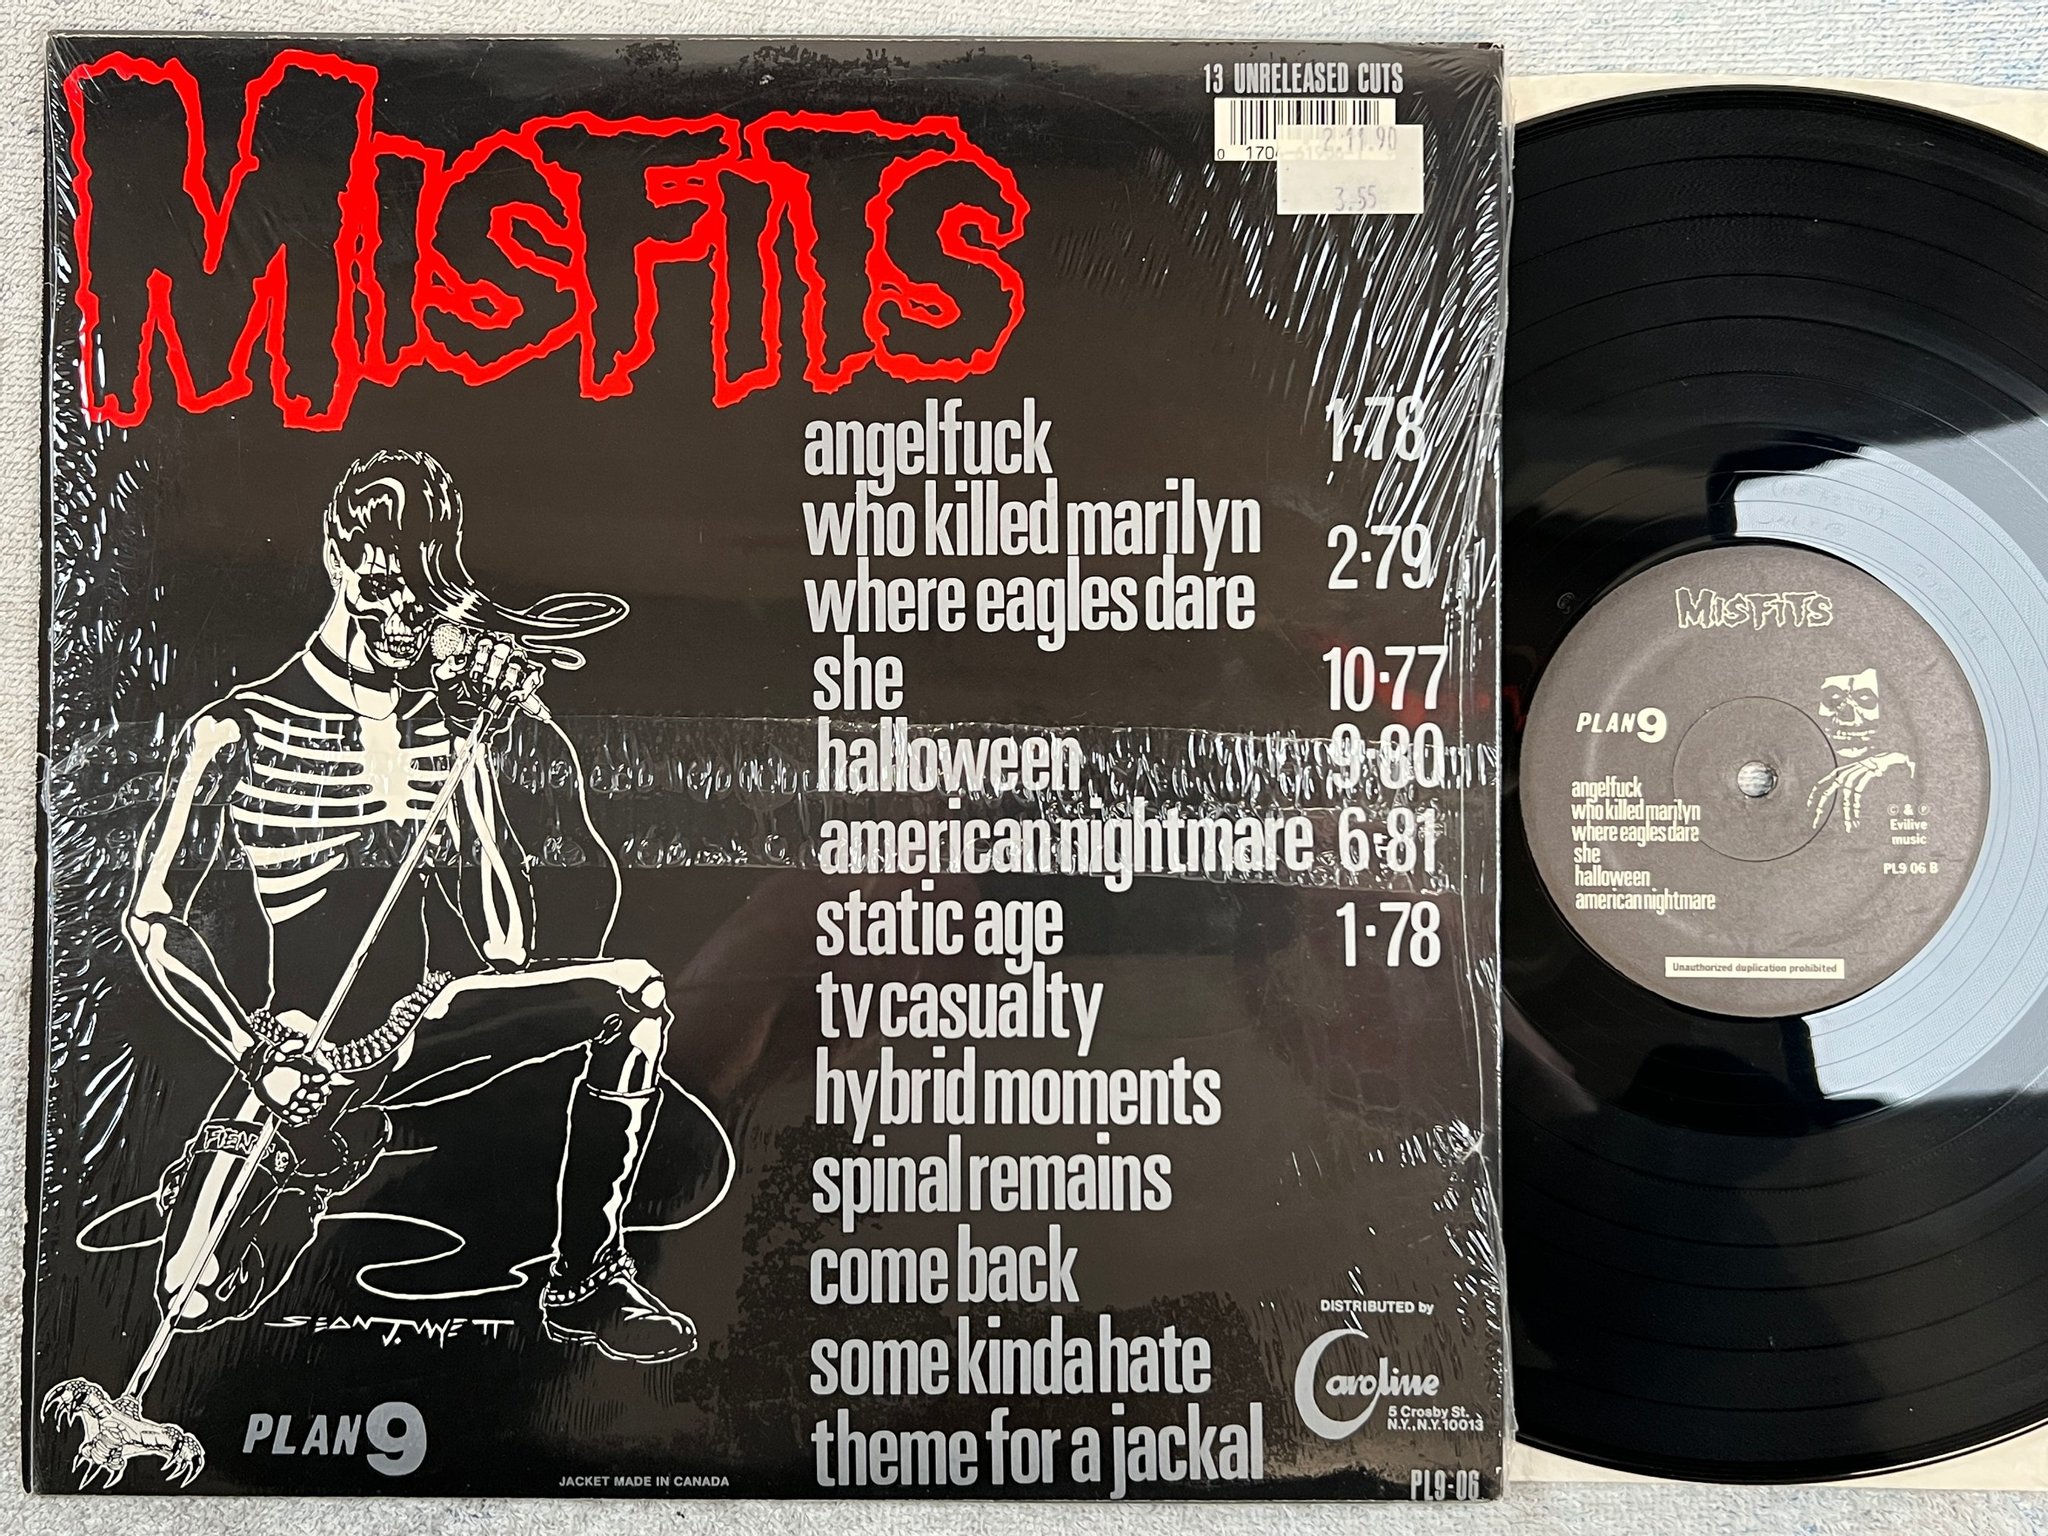 MISFITS
13 UNRELEASED CUTS
2.11.90
3.55
angelfuck 1·78
who killed marilyn
where eagles dare 2·79
she 10·77
halloween 9·80
american nightmare 6·81
static age 1·78
tv casualty
hybrid moments
spinal remains
come back
some kinda hate
theme for a jackal
FIEND
SEAN J. WYETT
PLAN 9
JACKET MADE IN CANADA
DISTRIBUTED by
Caroline
5 Crosby St.
N.Y., N.Y. 10013
PL9-06
MISFITS
PLAN 9
angelfuck
who killed marilyn
where eagles dare
she
halloween
american nightmare
C & P
Evilive
music
PL9 06 B
Unauthorized duplication prohibited